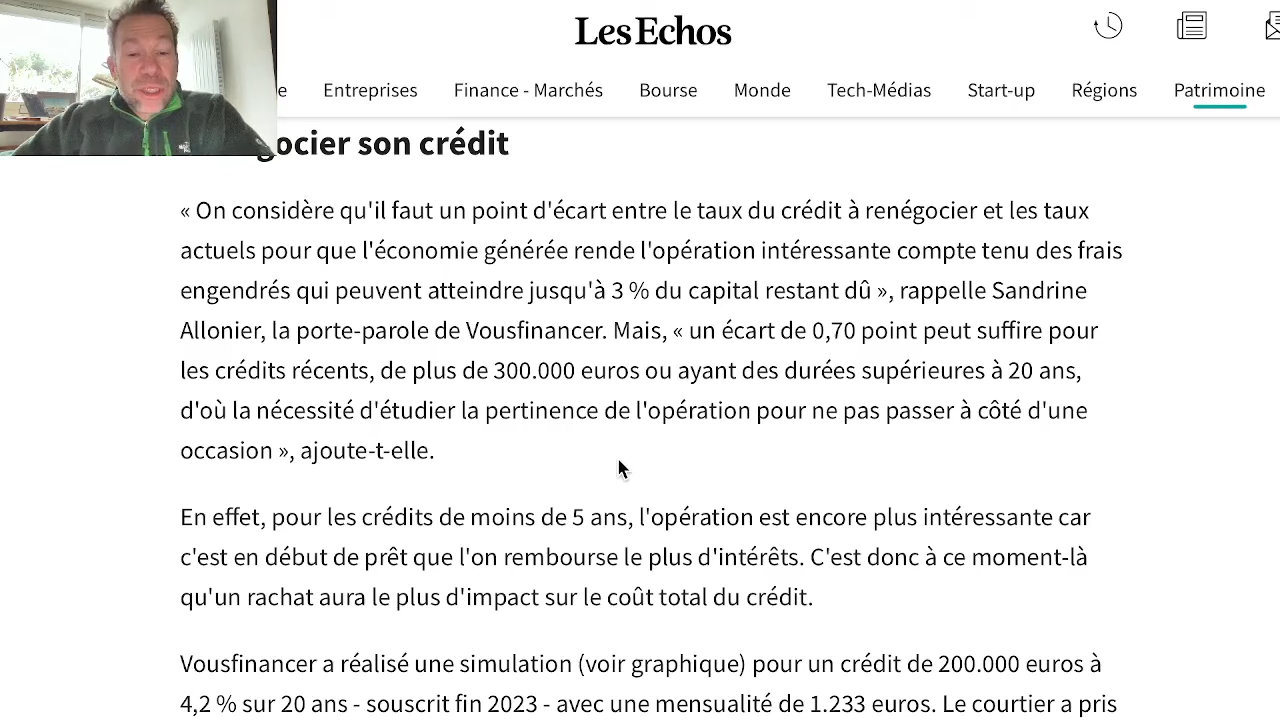 Les Echos
e Entreprises Finance - Marchés Bourse Monde Tech-Médias Start-up Régions Patrimoine
gocier son crédit
« On considère qu'il faut un point d'écart entre le taux du crédit à renégocier et les taux
actuels pour que l'économie générée rende l'opération intéressante compte tenu des frais
engendrés qui peuvent atteindre jusqu'à 3 % du capital restant dû », rappelle Sandrine
Allonier, la porte-parole de Vousfinancer. Mais, « un écart de 0,70 point peut suffire pour
les crédits récents, de plus de 300.000 euros ou ayant des durées supérieures à 20 ans,
d'où la nécessité d'étudier la pertinence de l'opération pour ne pas passer à côté d'une
occasion », ajoute-t-elle.
En effet, pour les crédits de moins de 5 ans, l'opération est encore plus intéressante car
c'est en début de prêt que l'on rembourse le plus d'intérêts. C'est donc à ce moment-là
qu'un rachat aura le plus d'impact sur le coût total du crédit.
Vousfinancer a réalisé une simulation (voir graphique) pour un crédit de 200.000 euros à
4,2 % sur 20 ans - souscrit fin 2023 - avec une mensualité de 1.233 euros. Le courtier a pris